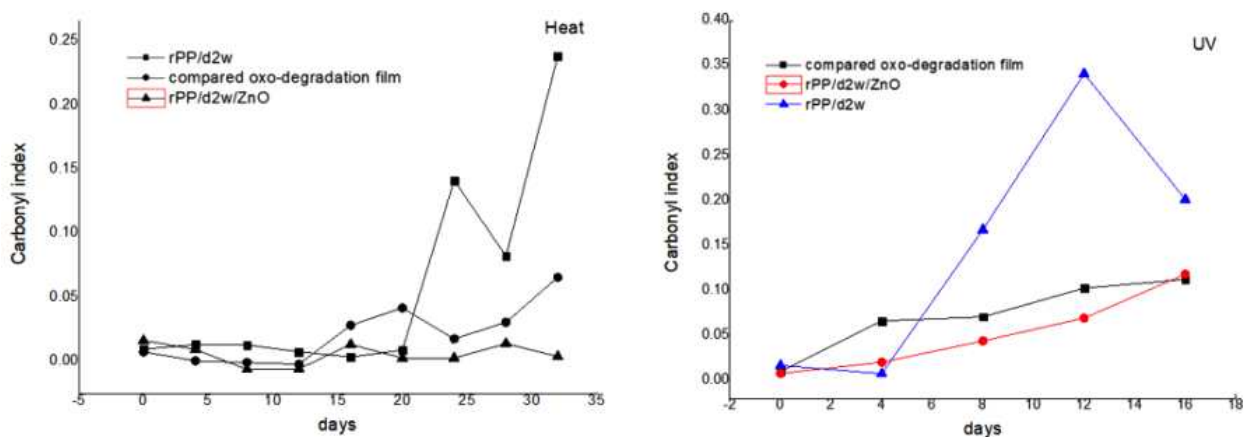 Heat
rPP/d2w
compared oxo-degradation film
rPP/d2w/ZnO
Carbonyl index
0.25
0.20
0.15
0.10
0.05
0.00
-5 0 5 10 15 20 25 30 35
days
UV
compared oxo-degradation film
rPP/d2w/ZnO
rPP/d2w
Carbonyl index
0.40
0.35
0.30
0.25
0.20
0.15
0.10
0.05
0.00
-2 0 2 4 6 8 10 12 14 16 18
days